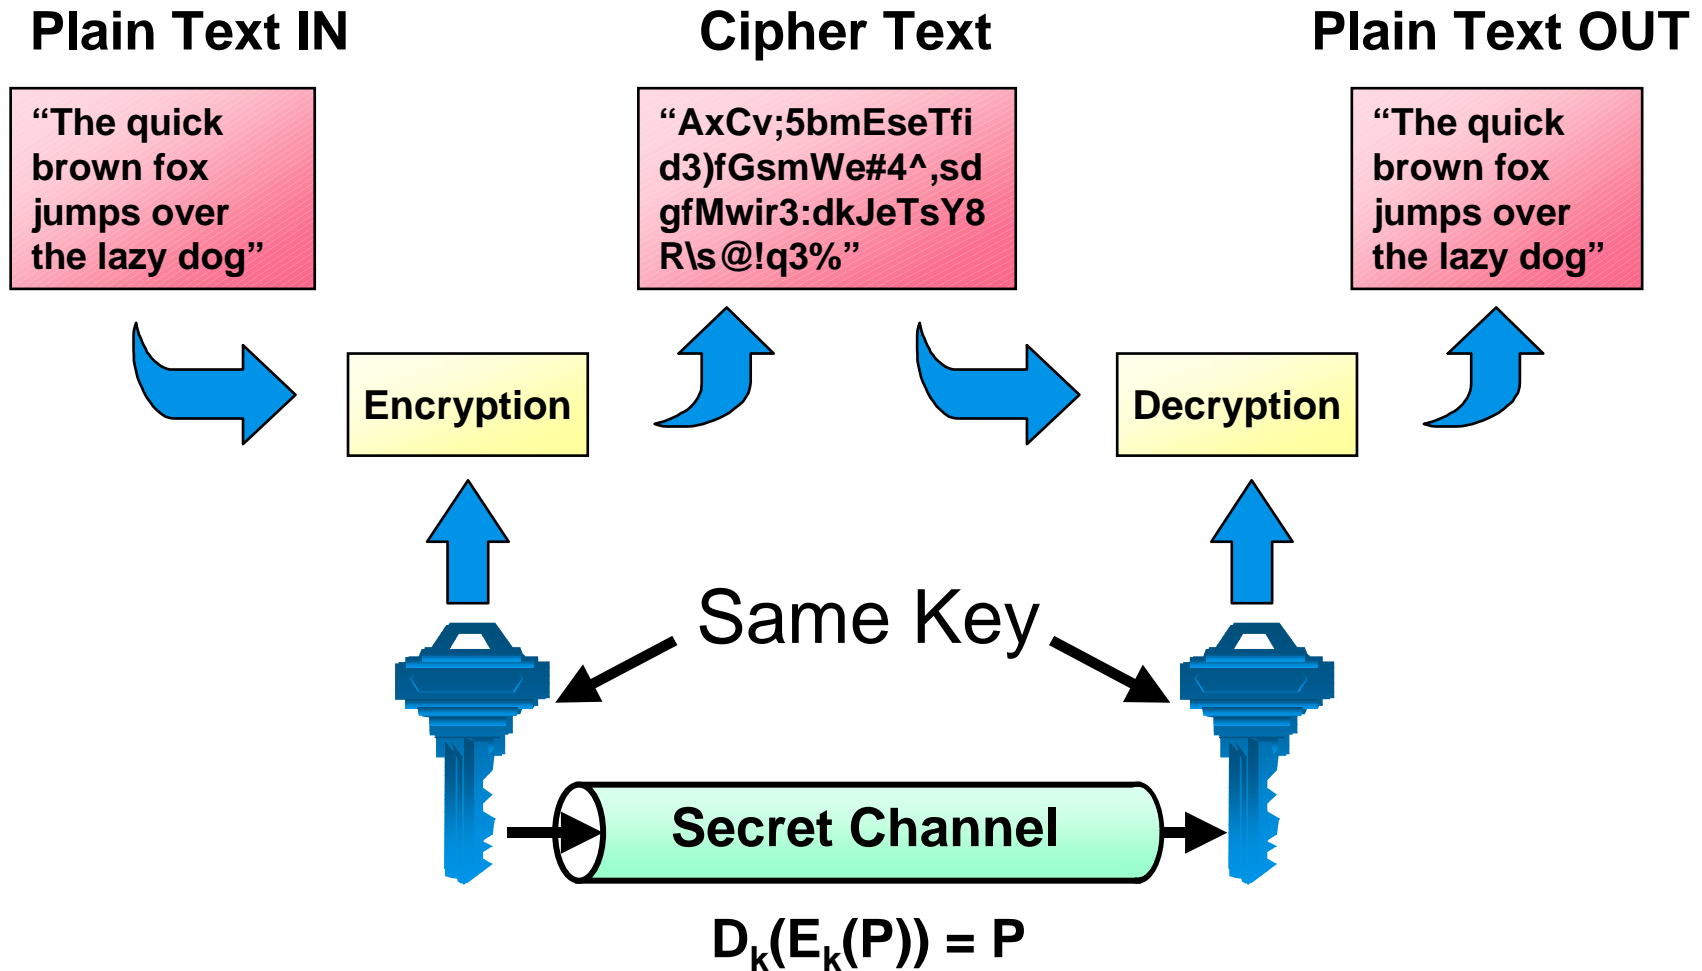 Plain Text IN
Cipher Text
Plain Text OUT
“The quick
brown fox
jumps over
the lazy dog”
“AxCv;5bmEseTfi
d3)fGsmWe#4^,sd
gfMwir3:dkJeTsY8
R\s@!q3%”
“The quick
brown fox
jumps over
the lazy dog”
Encryption
Decryption
Same Key
Secret Channel
Dk(Ek(P)) = P